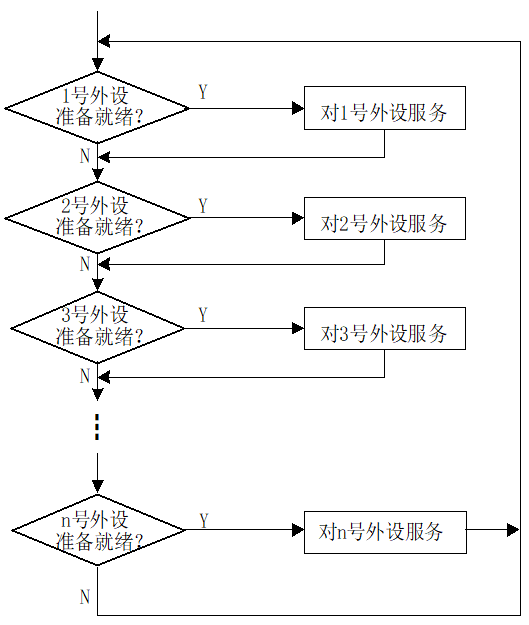 1号外设
准备就绪?
Y
对1号外设服务
N
2号外设
准备就绪?
Y
对2号外设服务
N
3号外设
准备就绪?
Y
对3号外设服务
N
n号外设
准备就绪?
Y
对n号外设服务
N